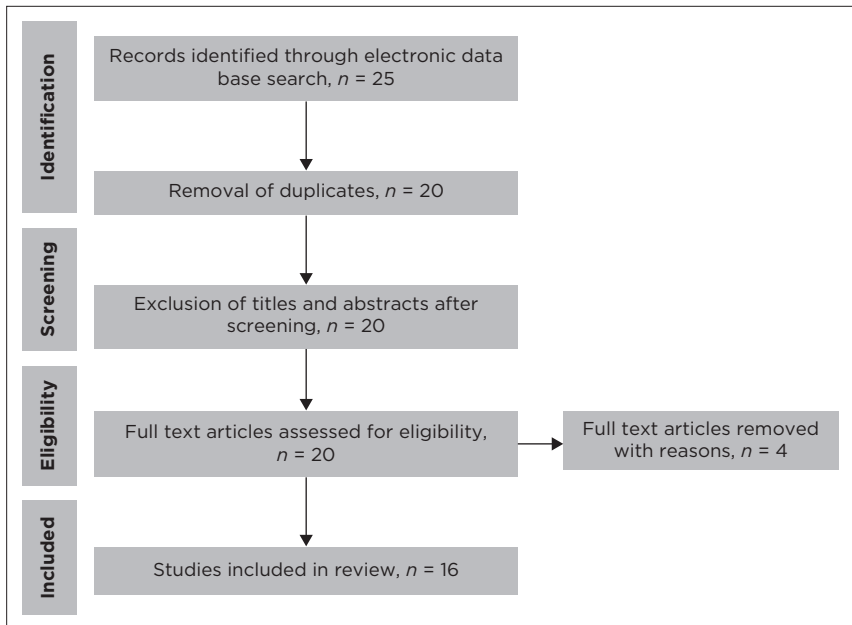 Identification
Records identified through electronic data
base search, n = 25
Removal of duplicates, n = 20
Screening
Exclusion of titles and abstracts after
screening, n = 20
Eligibility
Full text articles assessed for eligibility,
n = 20
Full text articles removed
with reasons, n = 4
Included
Studies included in review, n = 16